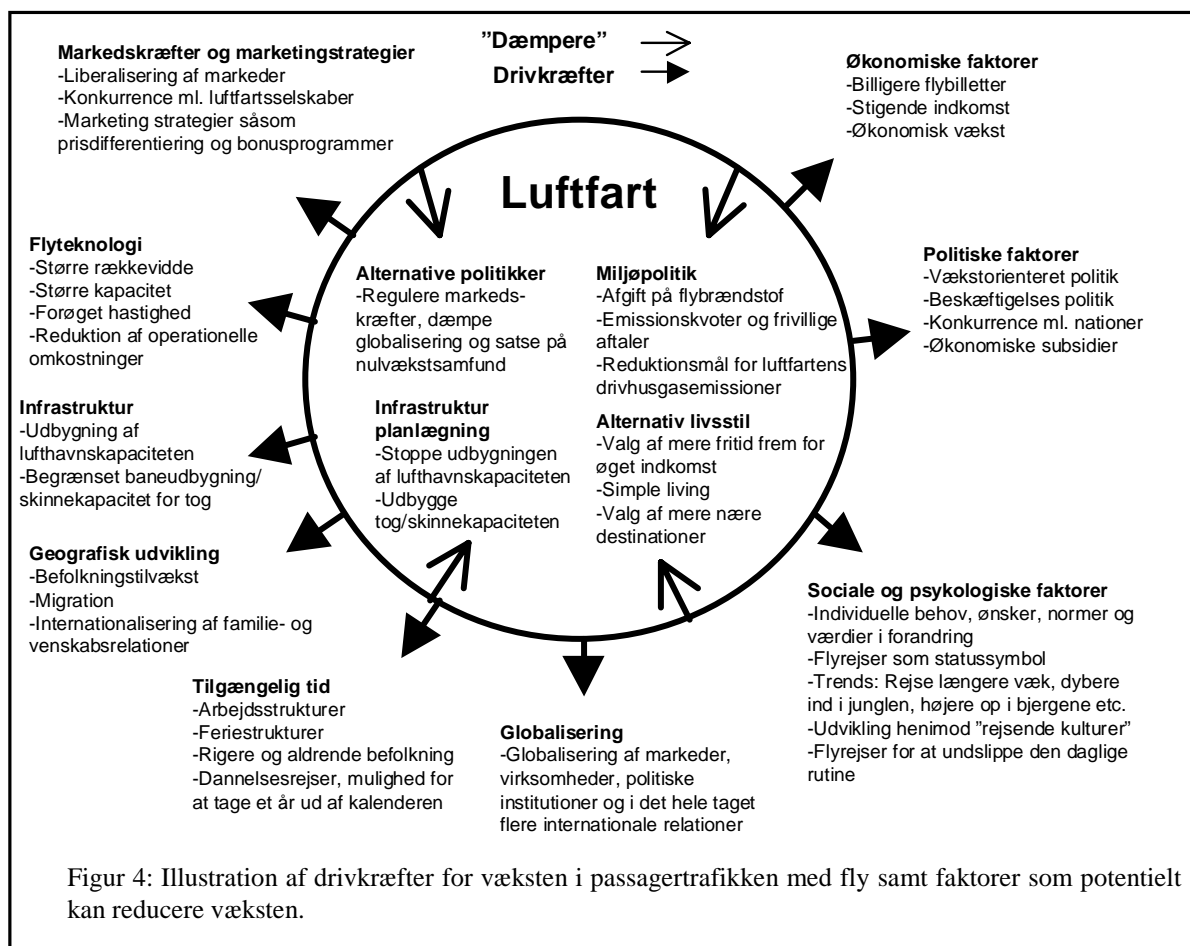 "Dæmpere"
Drivkræfter
Markedskræfter og marketingstrategier
-Liberalisering af markeder
-Konkurrence ml. luftfartsselskaber
-Marketing strategier såsom
prisdifferentiering og bonusprogrammer
Økonomiske faktorer
-Billigere flybilletter
-Stigende indkomst
-Økonomisk vækst
Luftfart
Flyteknologi
-Større rækkevidde
-Større kapacitet
-Forøget hastighed
-Reduktion af operationelle
omkostninger
Alternative politikker
-Regulere markeds-
kræfter, dæmpe
globalisering og satse på
nulvækstsamfund
Miljøpolitik
-Afgift på flybrændstof
-Emissionskvoter og frivillige
aftaler
-Reduktionsmål for luftfartens
drivhusgasemissioner
Politiske faktorer
-Vækstorienteret politik
-Beskæftigelses politik
-Konkurrence ml. nationer
-Økonomiske subsidier
Infrastruktur
-Udbygning af
lufthavnskapaciteten
-Begrænset baneudbygning/
skinnekapacitet for tog
Infrastruktur
planlægning
-Stoppe udbygningen
af lufthavnskapaciteten
-Udbygge
tog/skinnekapaciteten
Alternativ livsstil
-Valg af mere fritid frem for
øget indkomst
-Simple living
-Valg af mere nære
destinationer
Geografisk udvikling
-Befolkningstilvækst
-Migration
-Internationalisering af familie- og
venskabsrelationer
Sociale og psykologiske faktorer
-Individuelle behov, ønsker, normer og
værdier i forandring
-Flyrejser som statussymbol
-Trends: Rejse længere væk, dybere
ind i junglen, højere op i bjergene etc.
-Udvikling henimod "rejsende kulturer"
-Flyrejser for at undslippe den daglige
rutine
Tilgængelig tid
-Arbejdsstrukturer
-Feriestrukturer
-Rigere og aldrende befolkning
-Dannelsesrejser, mulighed for
at tage et år ud af kalenderen
Globalisering
-Globalisering af markeder,
virksomheder, politiske
institutioner og i det hele taget
flere internationale relationer
Figur 4: Illustration af drivkræfter for væksten i passagertrafikken med fly samt faktorer som potentielt
kan reducere væksten.